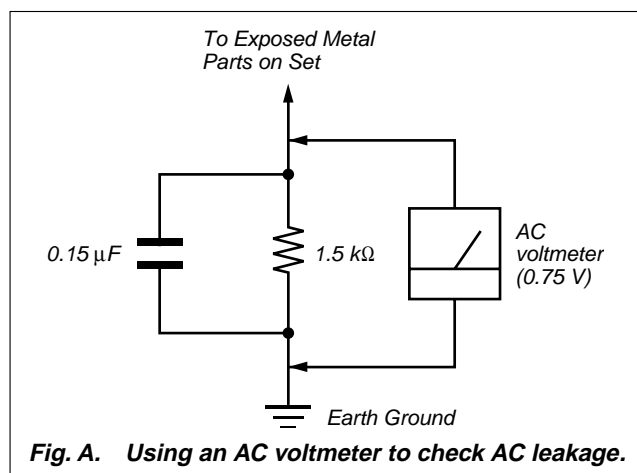 To Exposed Metal
Parts on Set
0.15 μF
1.5 kΩ
AC
voltmeter
(0.75 V)
Earth Ground
Fig. A. Using an AC voltmeter to check AC leakage.